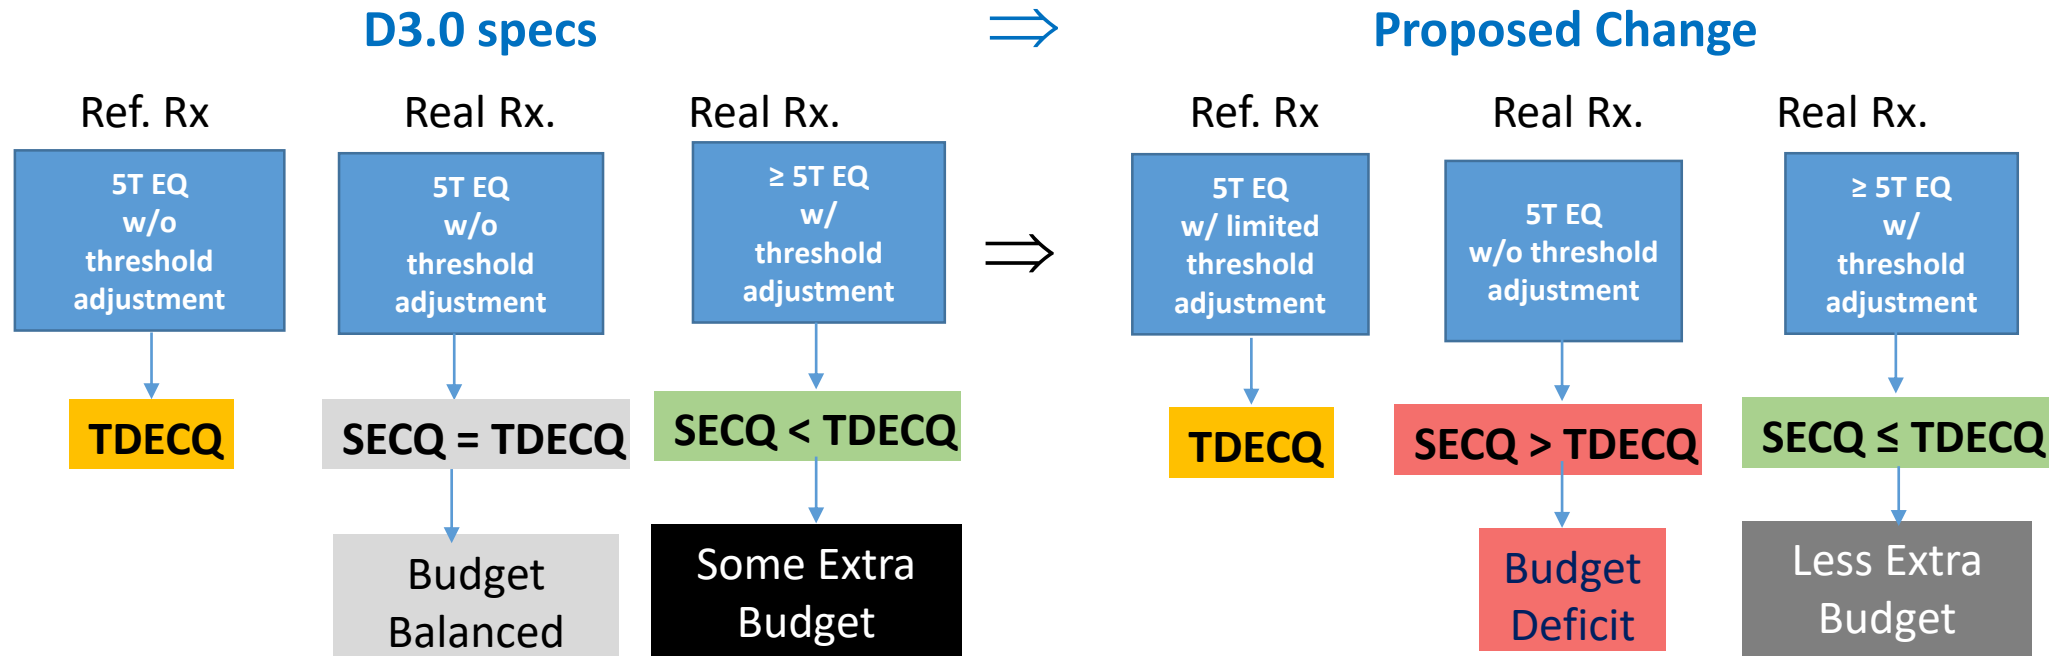 D3.0 specs
⇒
Proposed Change
Ref. Rx
5T EQ
w/o
threshold
adjustment
TDECQ
Real Rx.
5T EQ
w/o
threshold
adjustment
SECQ = TDECQ
Budget
Balanced
Real Rx.
≥ 5T EQ
w/
threshold
adjustment
SECQ < TDECQ
Some Extra
Budget
⇒
Ref. Rx
5T EQ
w/ limited
threshold
adjustment
TDECQ
Real Rx.
5T EQ
w/o threshold
adjustment
SECQ > TDECQ
Budget
Deficit
Real Rx.
≥ 5T EQ
w/
threshold
adjustment
SECQ ≤ TDECQ
Less Extra
Budget